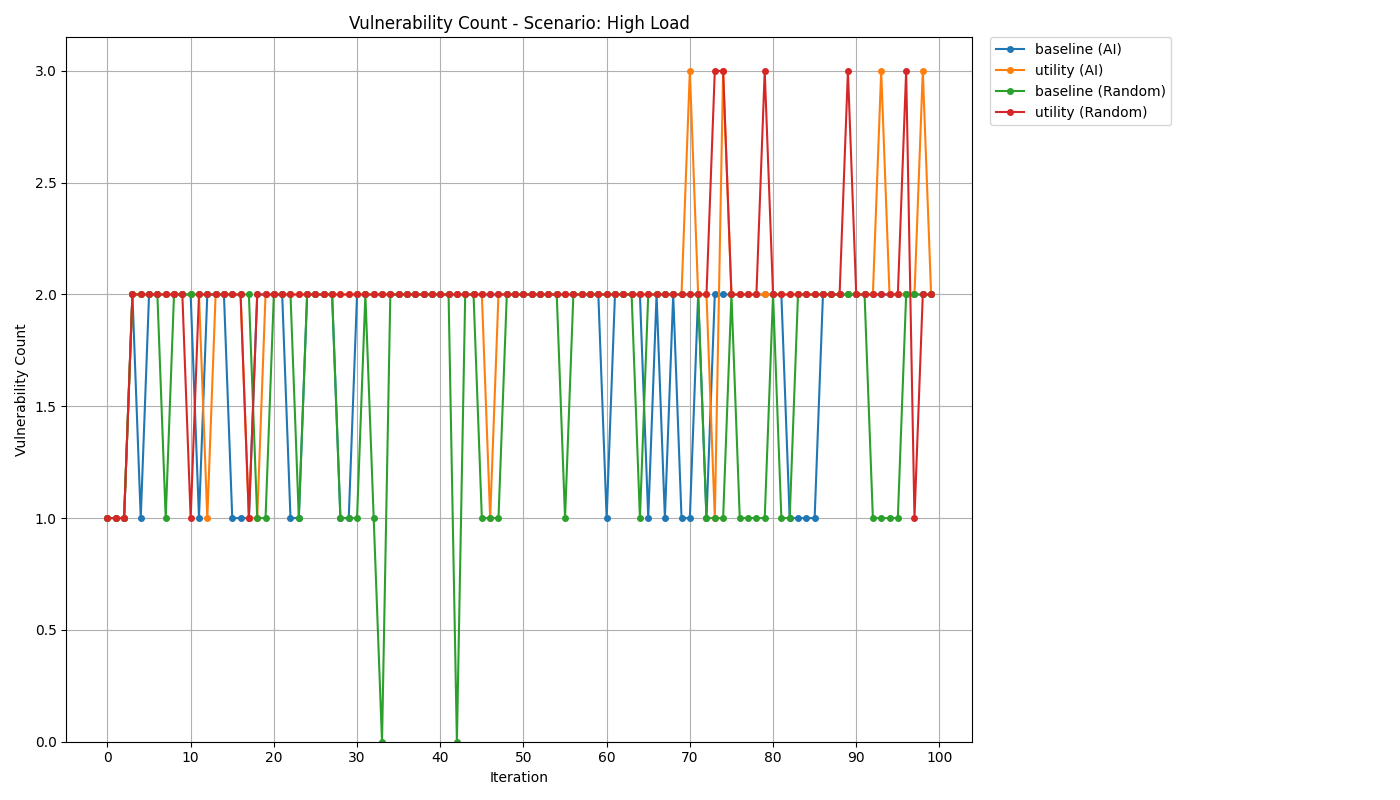 Vulnerability Count - Scenario: High Load
baseline (AI)
utility (AI)
baseline (Random)
utility (Random)
Vulnerability Count
3.0
2.5
2.0
1.5
1.0
0.5
0.0
0 10 20 30 40 50 60 70 80 90 100
Iteration